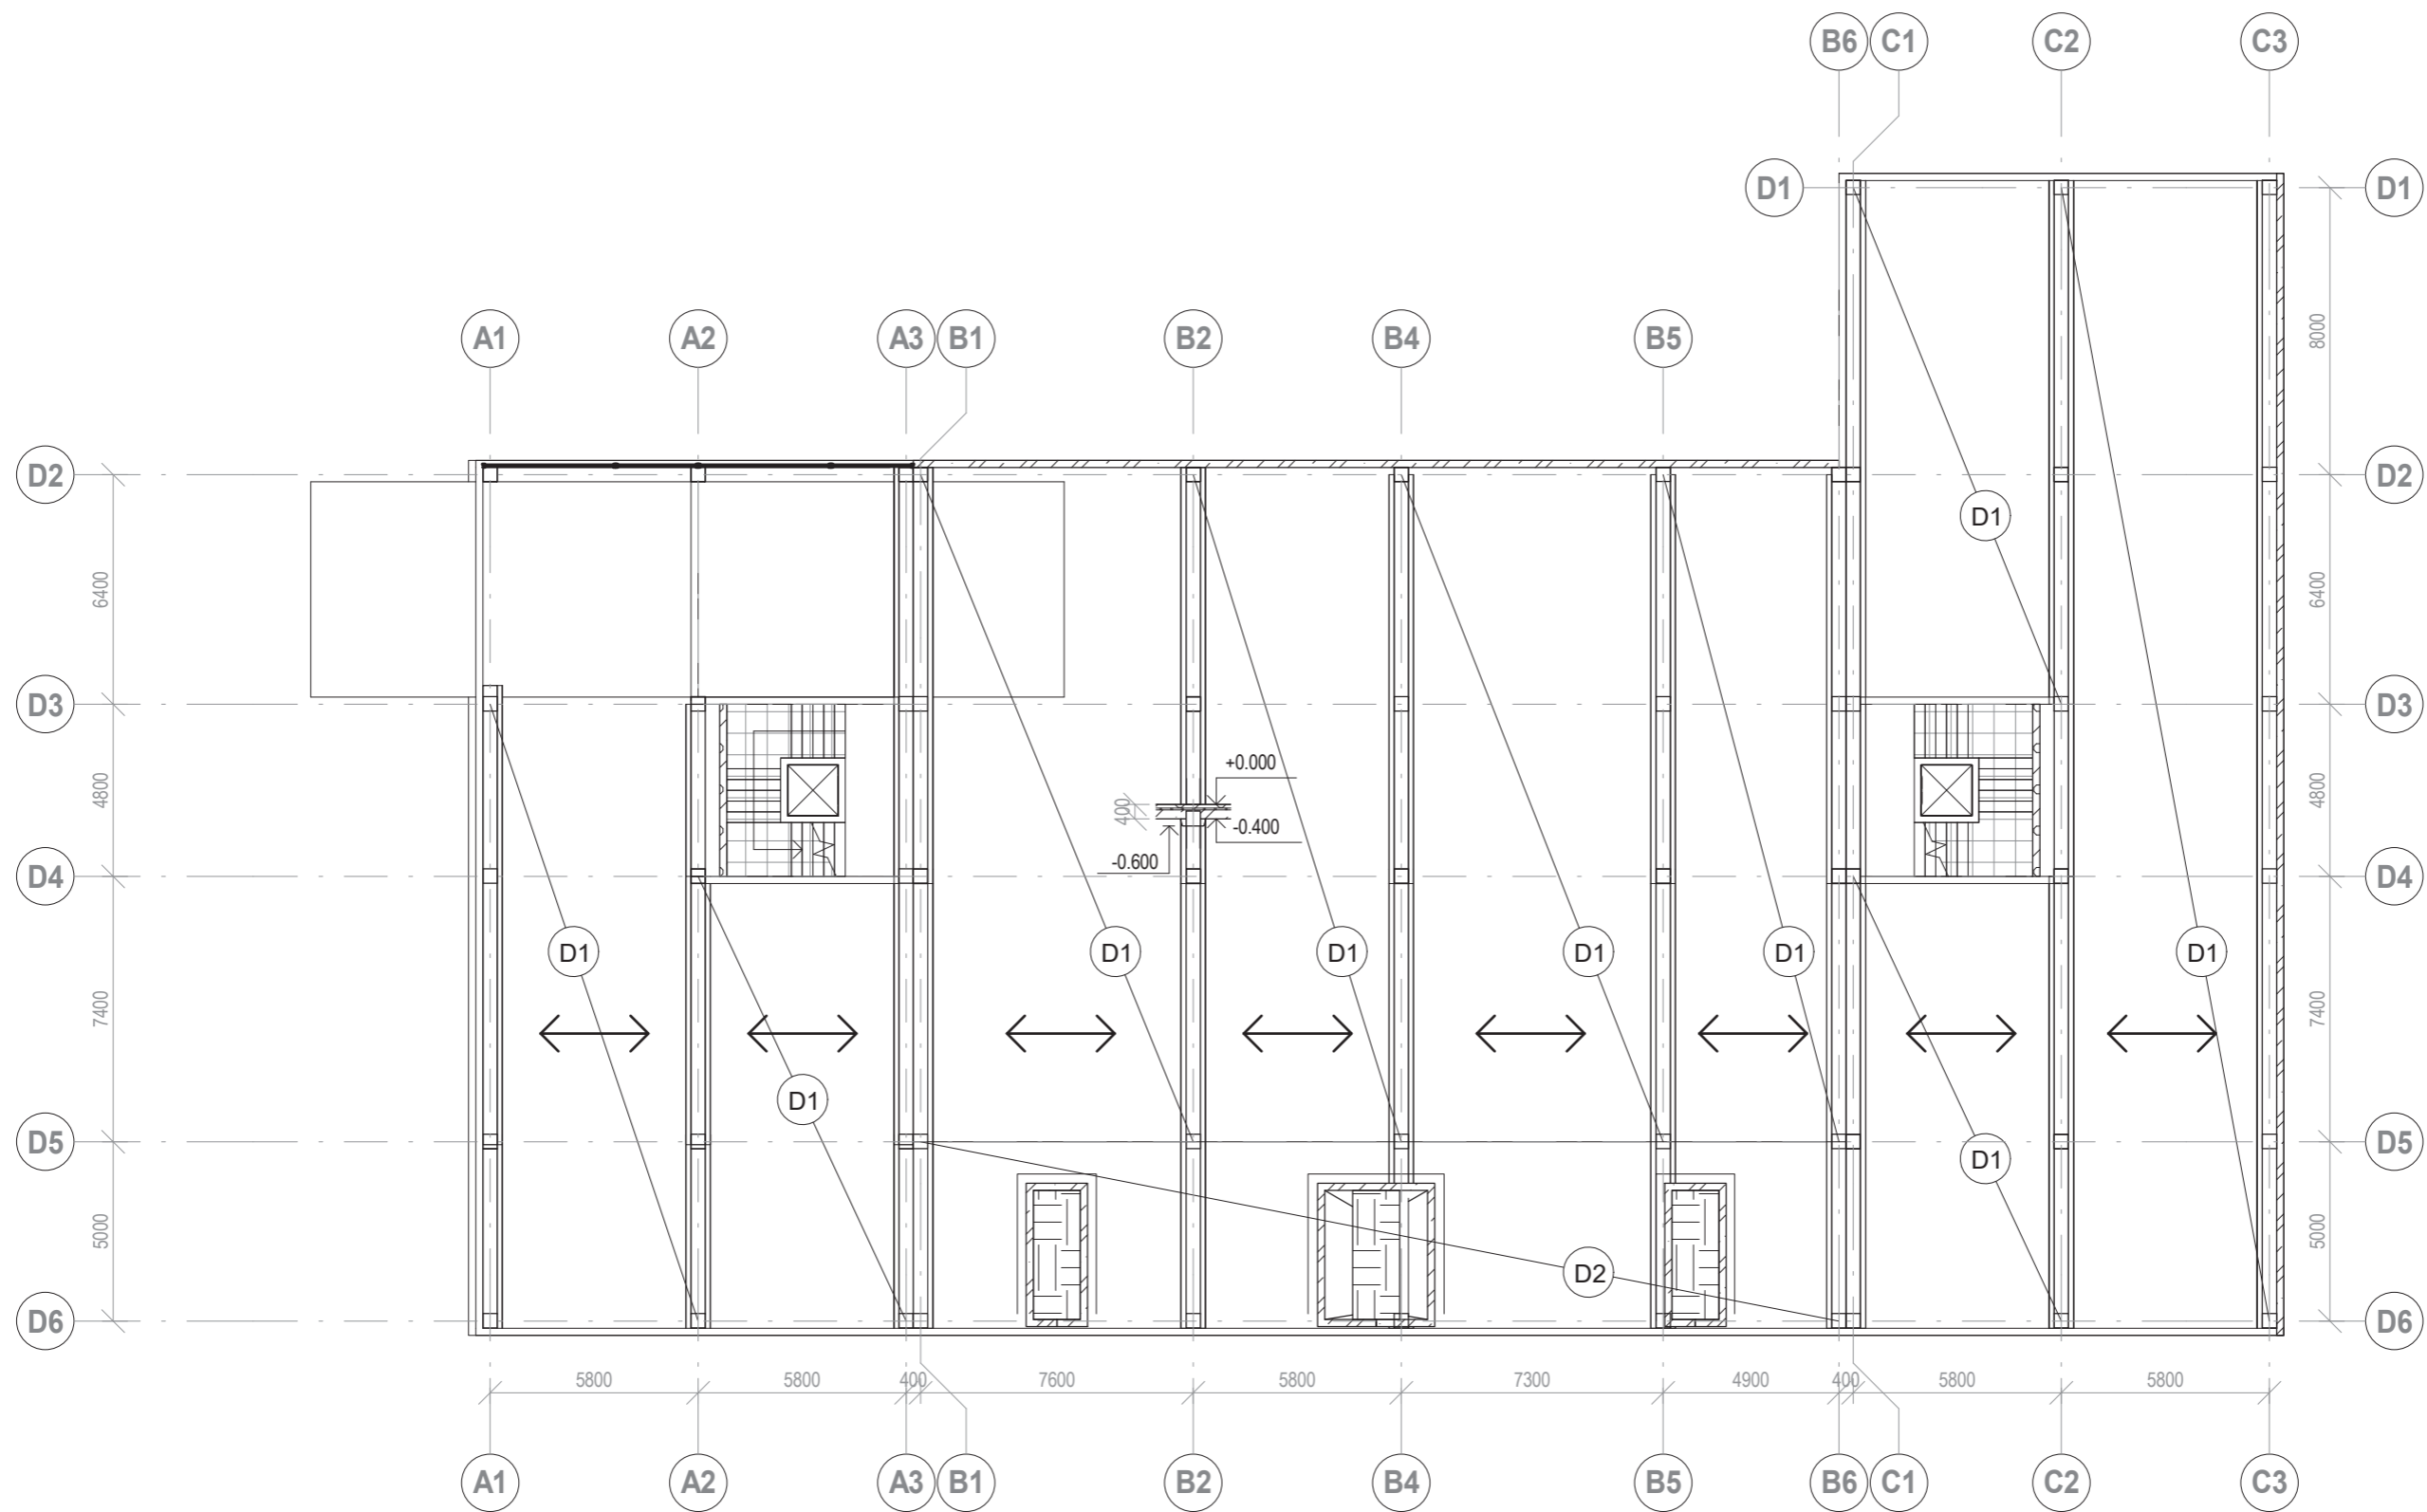 B6 C1 C2 C3
D1 D1
8000
A1 A2 A3 B1 B2 B4 B5
D2 D2
D1
6400 6400
D3 D3
+0.000
4800 400 4800
-0.400
-0.600
D4 D4
D1 D1 D1 D1 D1 D1
7400 7400
D1
D5 D5
D1
5000 5000
D2
D6 D6
5800 5800 400 7600 5800 7300 4900 400 5800 5800
A1 A2 A3 B1 B2 B4 B5 B6 C1 C2 C3